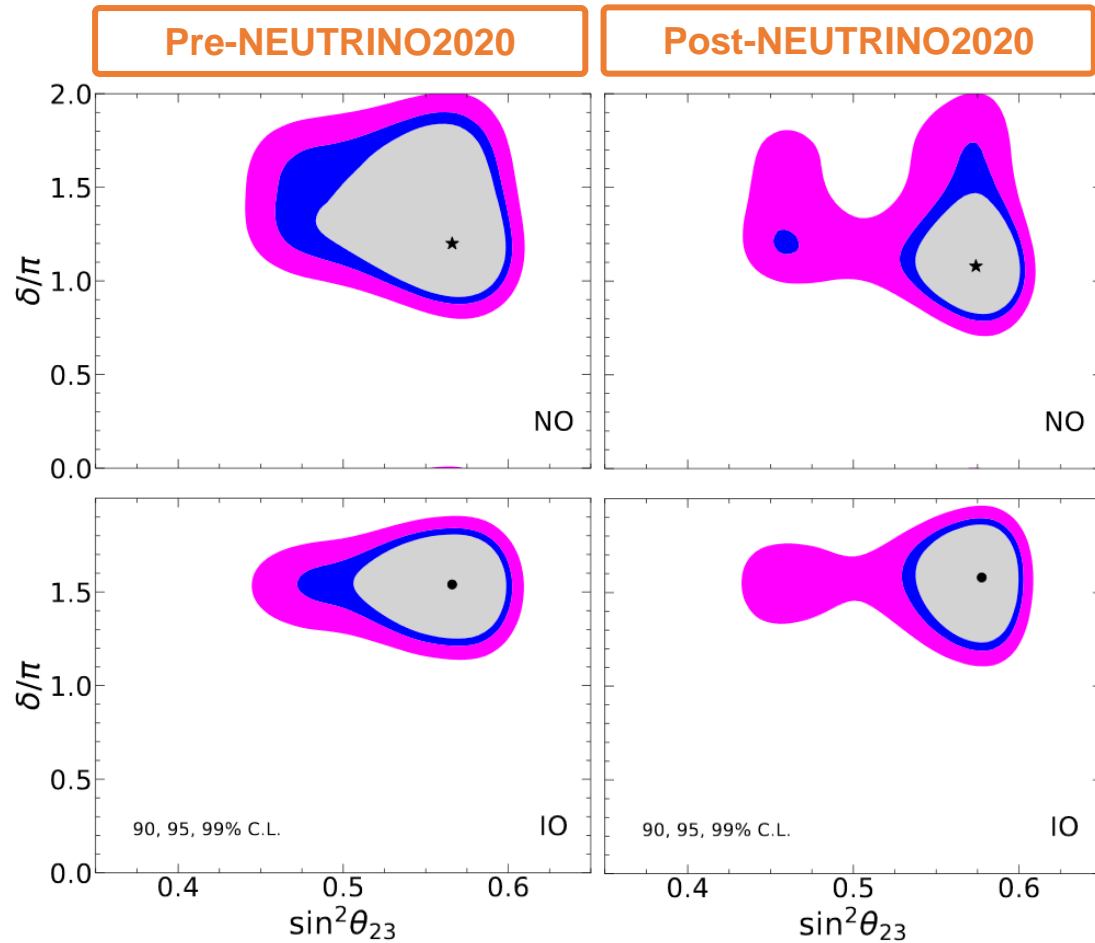 Pre-NEUTRINO2020
Post-NEUTRINO2020
2.0
1.5
1.0
0.5
0.0
δ/π
NO
NO
1.5
1.0
0.5
0.0
δ/π
90, 95, 99% C.L.
IO
90, 95, 99% C.L.
IO
0.4 0.5 0.6
0.4 0.5 0.6
sin²θ₂₃
sin²θ₂₃